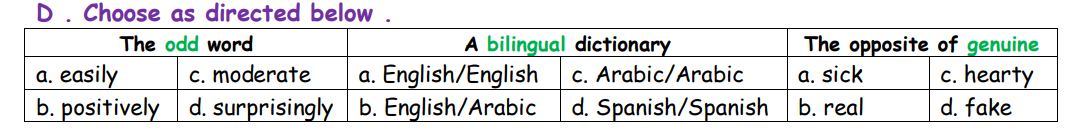 D . Choose as directed below .
The odd word A bilingual dictionary The opposite of genuine
a. easily c. moderate a. English/English c. Arabic/Arabic a. sick c. hearty
b. positively d. surprisingly b. English/Arabic d. Spanish/Spanish b. real d. fake